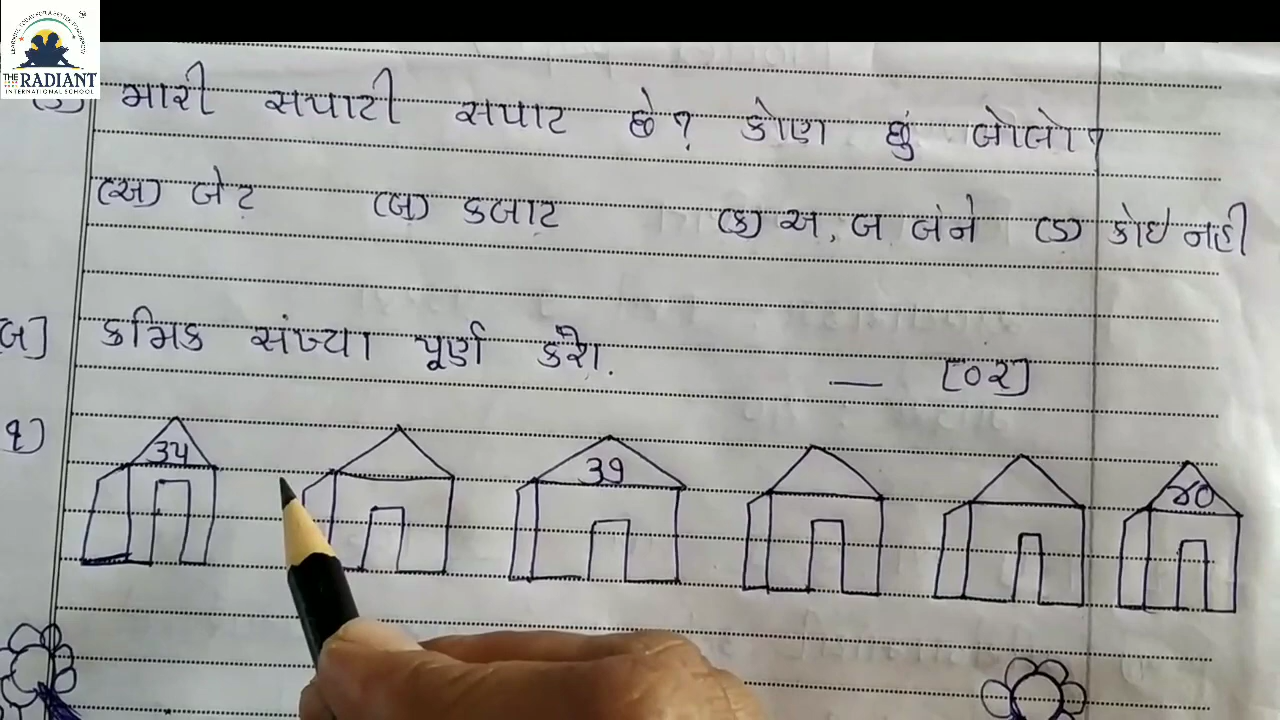 THE RADIANT
INTERNATIONAL SCHOOL
(ડ) મારી સપાટી સપાટ છે? કોણ છું બોલો?
(અ) બેટ (બ) કબાટ (ક) અ, બ બંને (ડ) કોઇ નહી
બ] ક્રમિક સંખ્યા પૂર્ણ કરો. — [૦૨]
૧) ૩૫ ૩૭ ૪૦